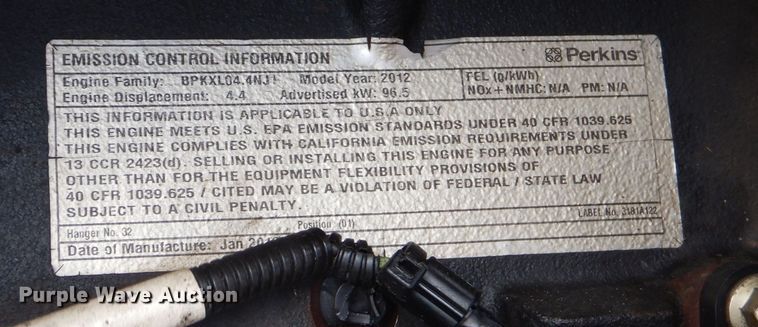 EMISSION CONTROL INFORMATION
Perkins
Engine Family: BPKXL04.4NJ1 Model Year: 2012
FEL (g/kWh)
Engine Displacement: 4.4 Advertised kW: 96.5
NOx + NMHC: N/A PM: N/A
THIS INFORMATION IS APPLICABLE TO U.S.A ONLY
THIS ENGINE MEETS U.S. EPA EMISSION STANDARDS UNDER 40 CFR 1039.625
THIS ENGINE COMPLIES WITH CALIFORNIA EMISSION REQUIREMENTS UNDER
13 CCR 2423(d). SELLING OR INSTALLING THIS ENGINE FOR ANY PURPOSE
OTHER THAN FOR THE EQUIPMENT FLEXIBILITY PROVISIONS OF
40 CFR 1039.625 / CITED MAY BE A VIOLATION OF FEDERAL / STATE LAW
SUBJECT TO A CIVIL PENALTY.
LABEL No. 3181A122
Hanger No. 32 Position (01)
Date of Manufacture: Jan
Purple Wave Auction